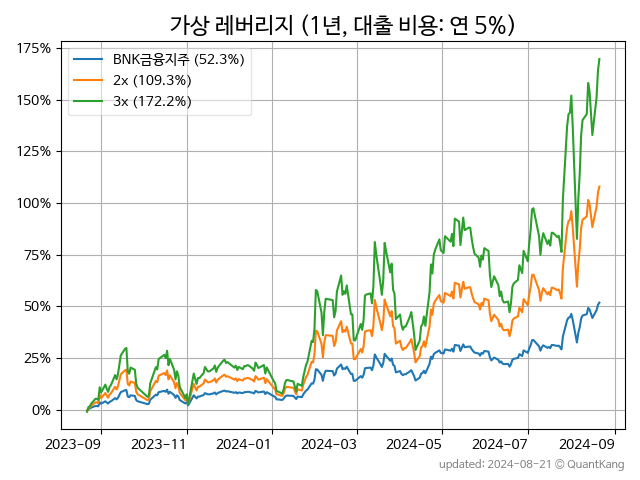 가상 레버리지 (1년, 대출 비용: 연 5%)
175%
150%
125%
100%
75%
50%
25%
0%
BNK금융지주 (52.3%)
2x (109.3%)
3x (172.2%)
2023-09 2023-11 2024-01 2024-03 2024-05 2024-07 2024-09
updated: 2024-08-21 © QuantKang